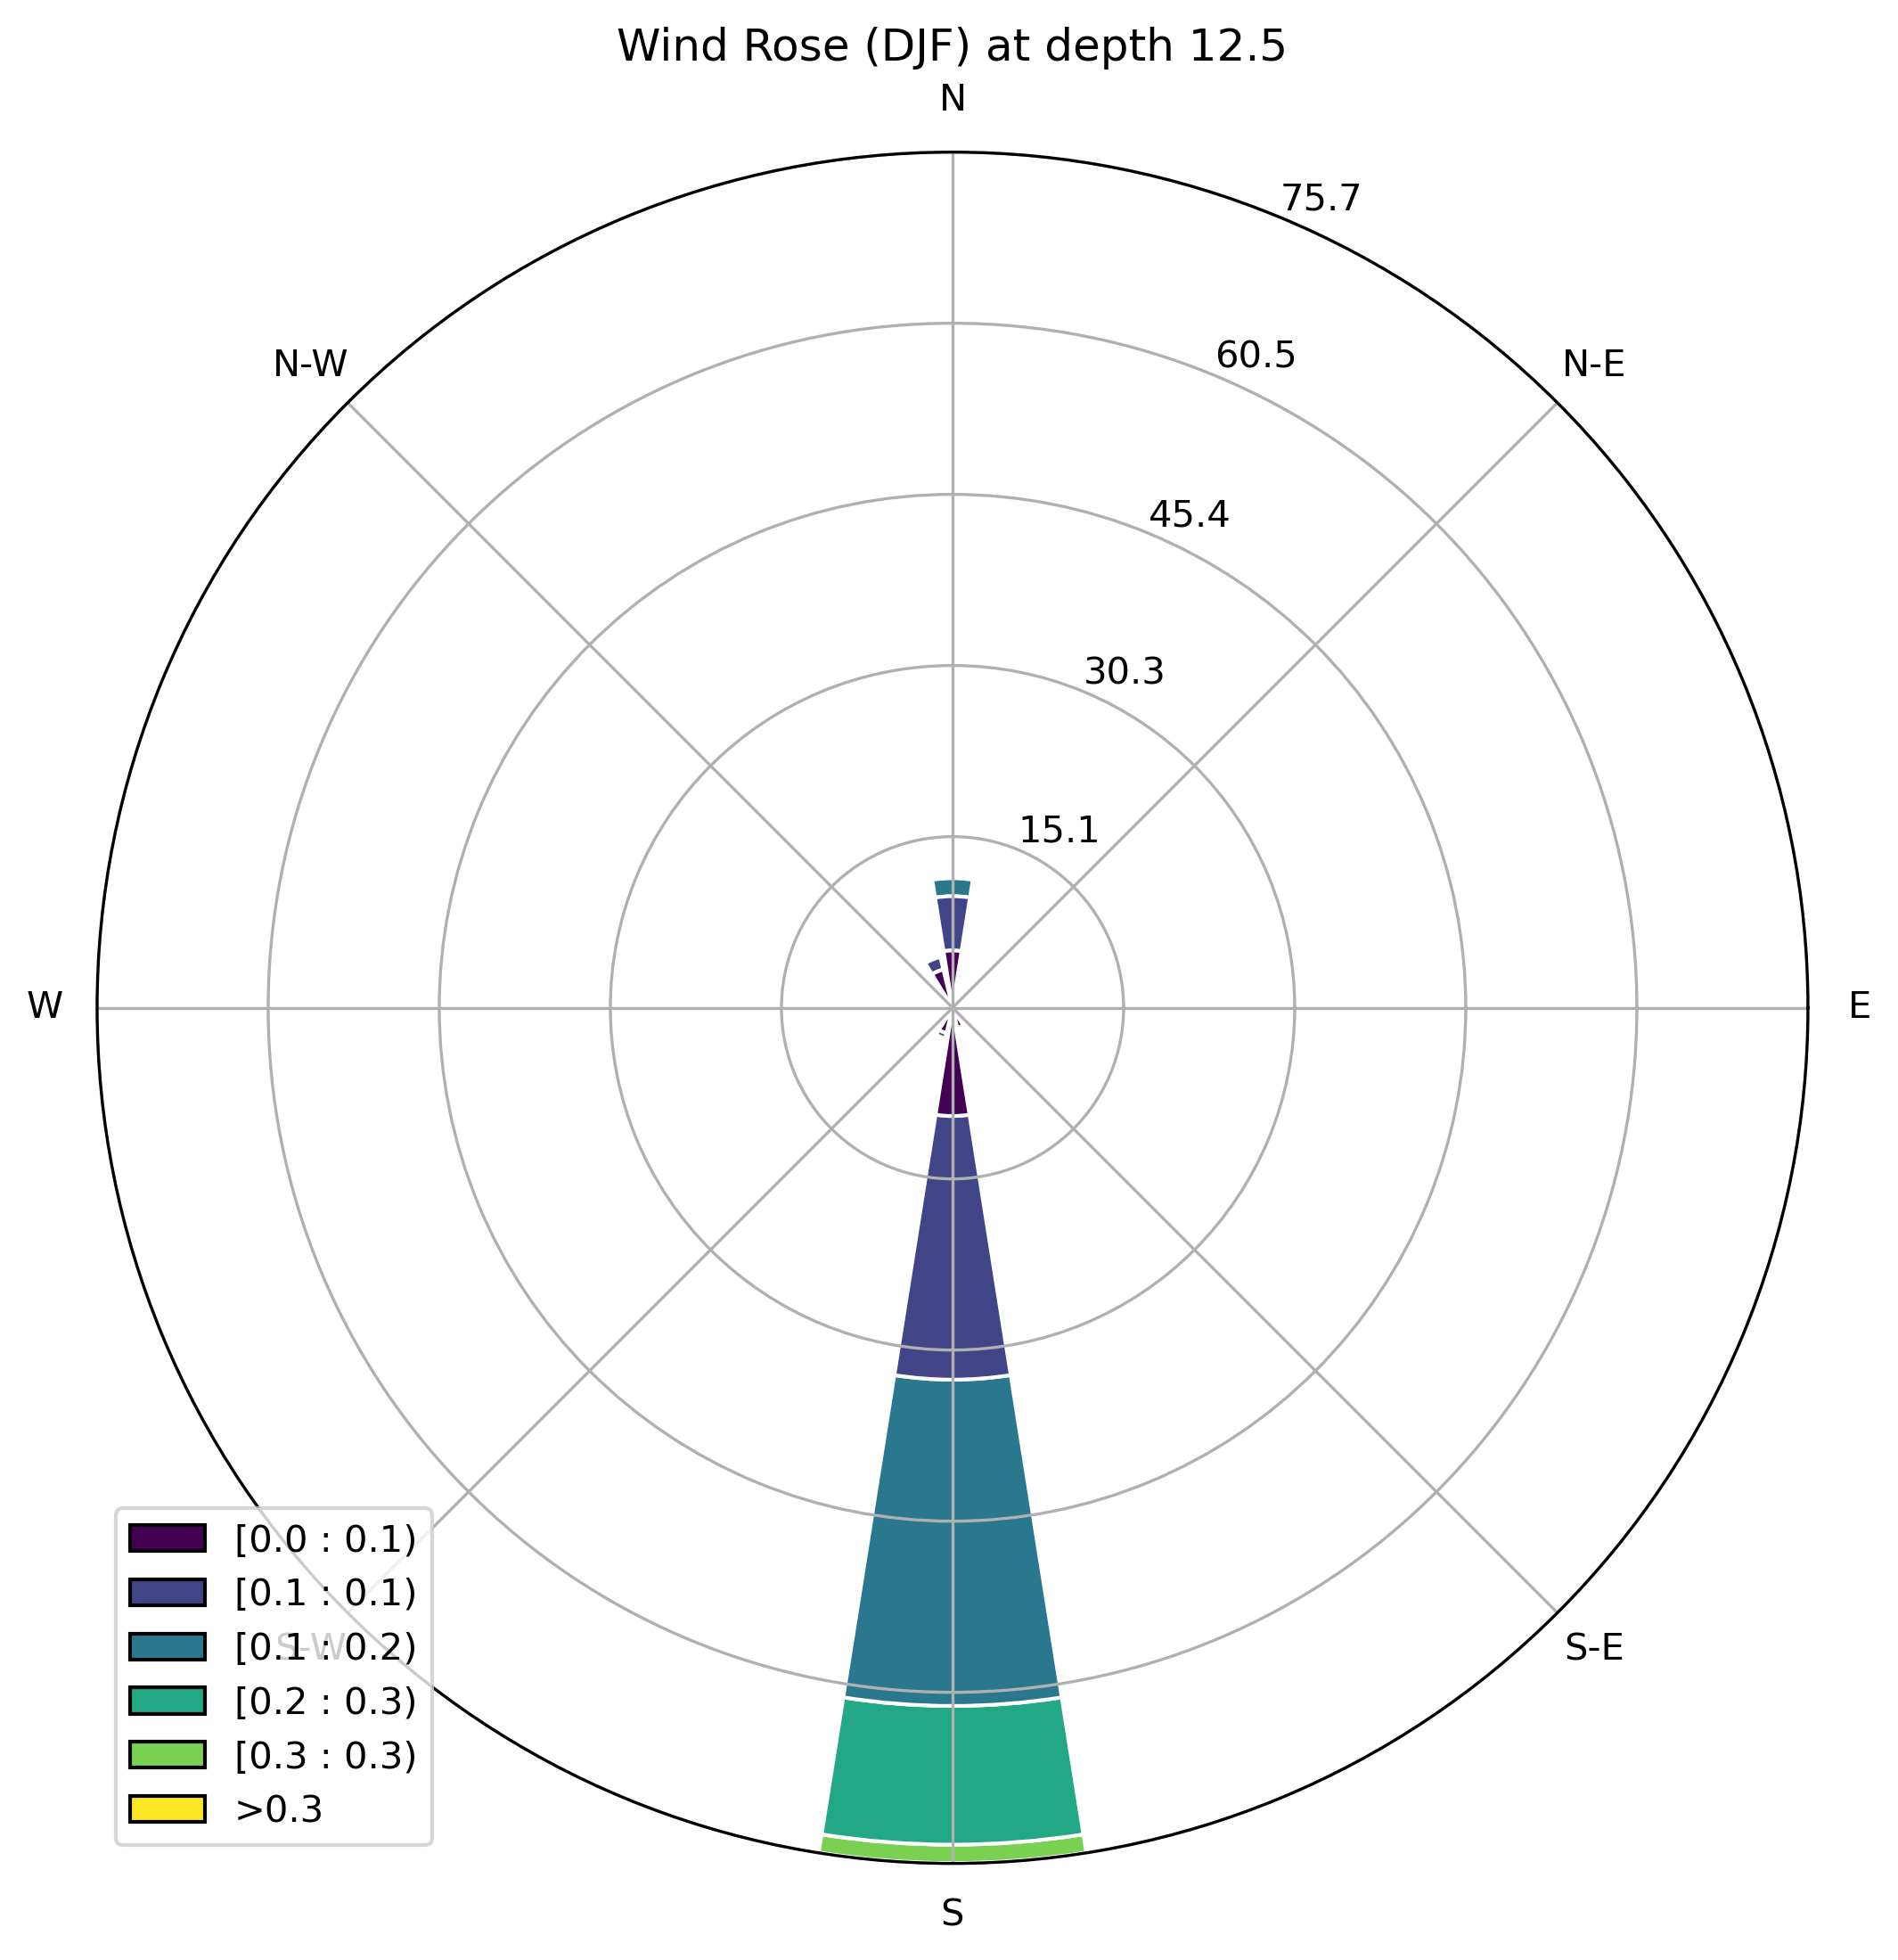 Wind Rose (DJF) at depth 12.5
N
75.7
60.5
N-W
N-E
45.4
30.3
15.1
W
E
[0.0 : 0.1)
[0.1 : 0.1)
[0.1 : 0.2)
S-W
S-E
[0.2 : 0.3)
[0.3 : 0.3)
>0.3
S